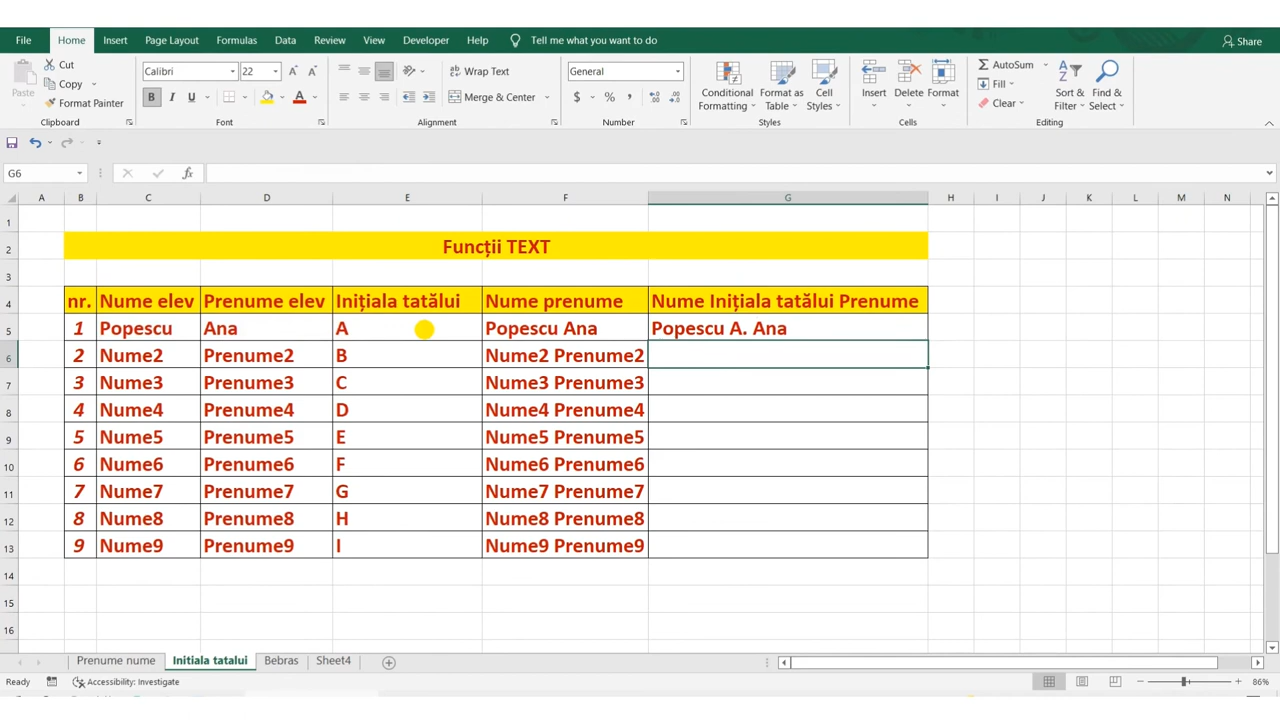 File Home Insert Page Layout Formulas Data Review View Developer Help Tell me what you want to do Share
Paste Cut Copy Format Painter Clipboard
Calibri 22 B I U A Font
Wrap Text Merge & Center Alignment
General $ % , Number
Conditional Formatting Format as Table Cell Styles Styles
Insert Delete Format Cells
AutoSum Fill Clear Sort & Filter Find & Select Editing
G6 fx
A B C D E F G H I J K L M N
1
2 Funcții TEXT
3
4 nr. Nume elev Prenume elev Inițiala tatălui Nume prenume Nume Inițiala tatălui Prenume
5 1 Popescu Ana A Popescu Ana Popescu A. Ana
6 2 Nume2 Prenume2 B Nume2 Prenume2
7 3 Nume3 Prenume3 C Nume3 Prenume3
8 4 Nume4 Prenume4 D Nume4 Prenume4
9 5 Nume5 Prenume5 E Nume5 Prenume5
10 6 Nume6 Prenume6 F Nume6 Prenume6
11 7 Nume7 Prenume7 G Nume7 Prenume7
12 8 Nume8 Prenume8 H Nume8 Prenume8
13 9 Nume9 Prenume9 I Nume9 Prenume9
14
15
16
Prenume nume Initiala tatalui Bebras Sheet4
Ready Accessibility: Investigate 86%